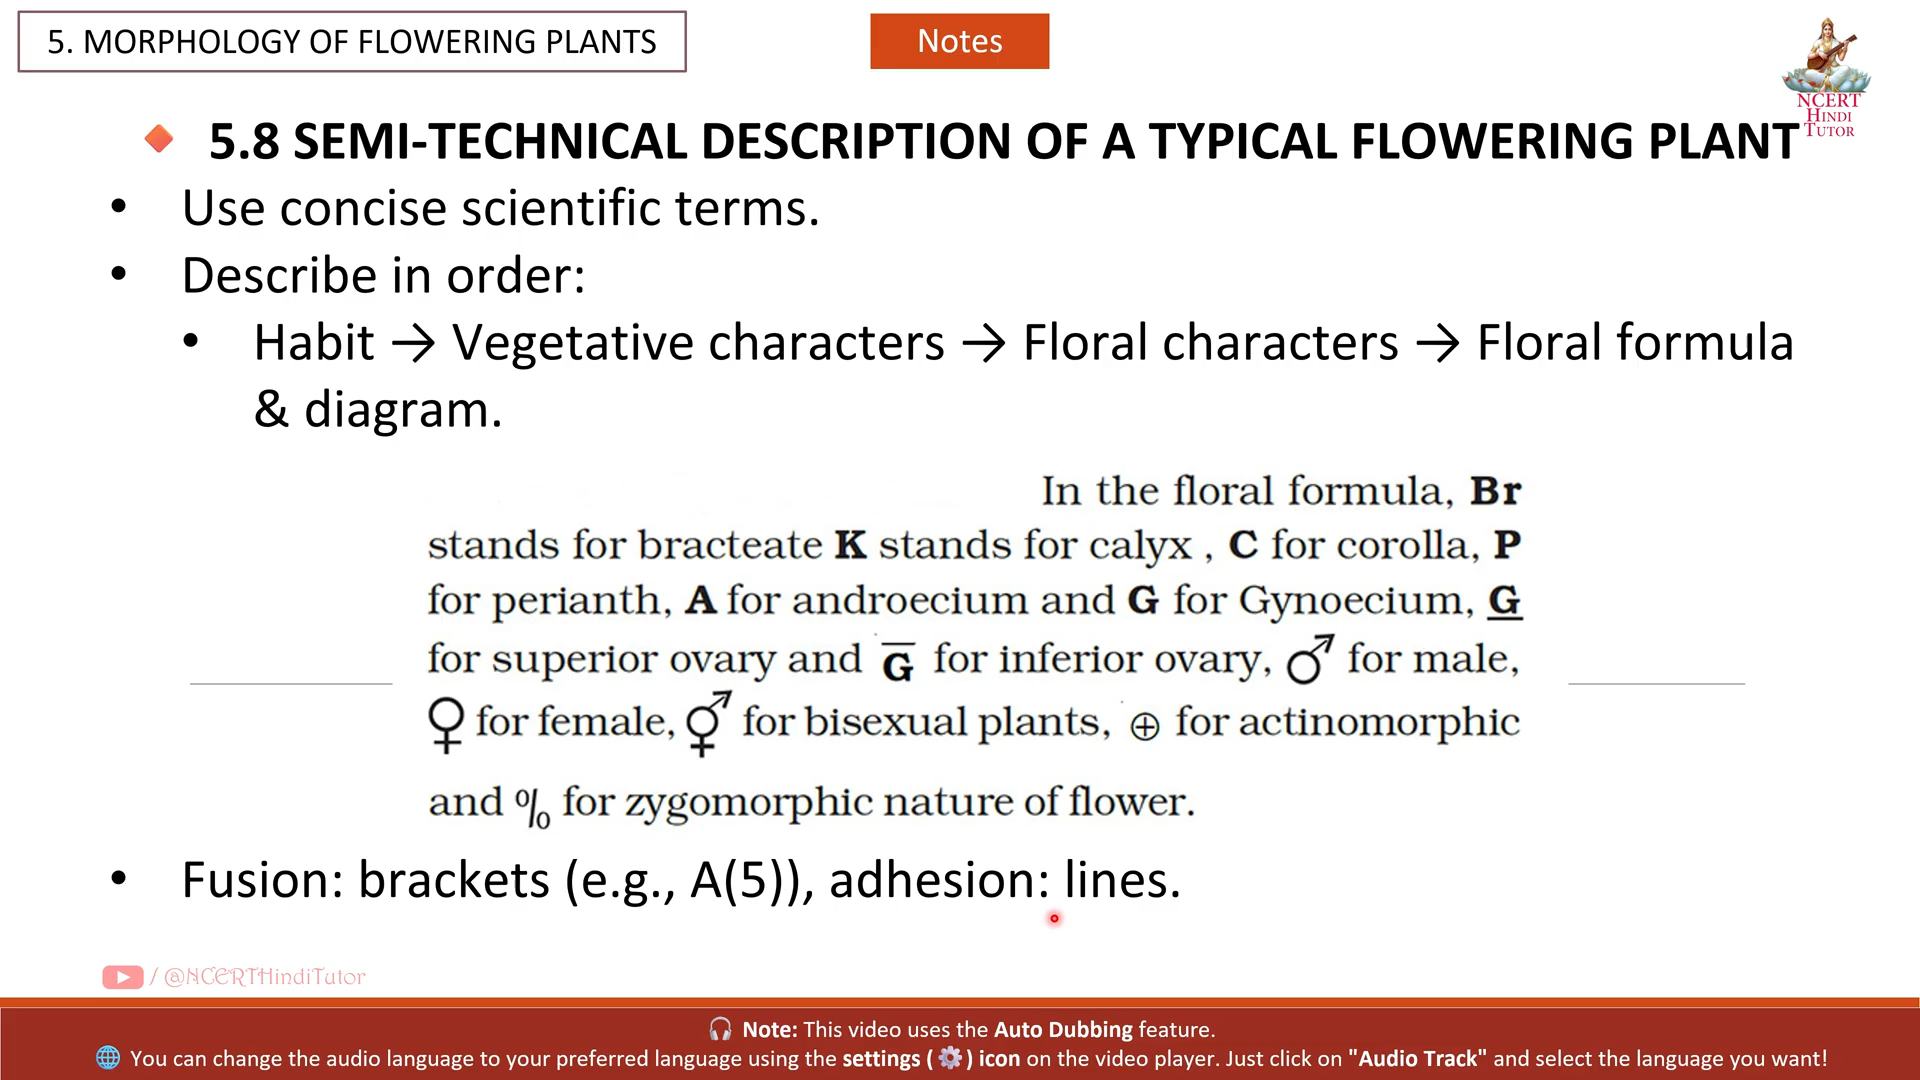 5. MORPHOLOGY OF FLOWERING PLANTS
Notes
NCERT
HINDI
TUTOR
🔸 5.8 SEMI-TECHNICAL DESCRIPTION OF A TYPICAL FLOWERING PLANT
• Use concise scientific terms.
• Describe in order:
• Habit → Vegetative characters → Floral characters → Floral formula
& diagram.
In the floral formula, Br
stands for bracteate K stands for calyx , C for corolla, P
for perianth, A for androecium and G for Gynoecium, G̲
for superior ovary and G̅ for inferior ovary, ♂ for male,
♀ for female, ⚥ for bisexual plants, ⊕ for actinomorphic
and % for zygomorphic nature of flower.
• Fusion: brackets (e.g., A(5)), adhesion: lines.
/ @NCERTHindiTutor
🎧 Note: This video uses the Auto Dubbing feature.
🌐 You can change the audio language to your preferred language using the settings ( ⚙️ ) icon on the video player. Just click on "Audio Track" and select the language you want!